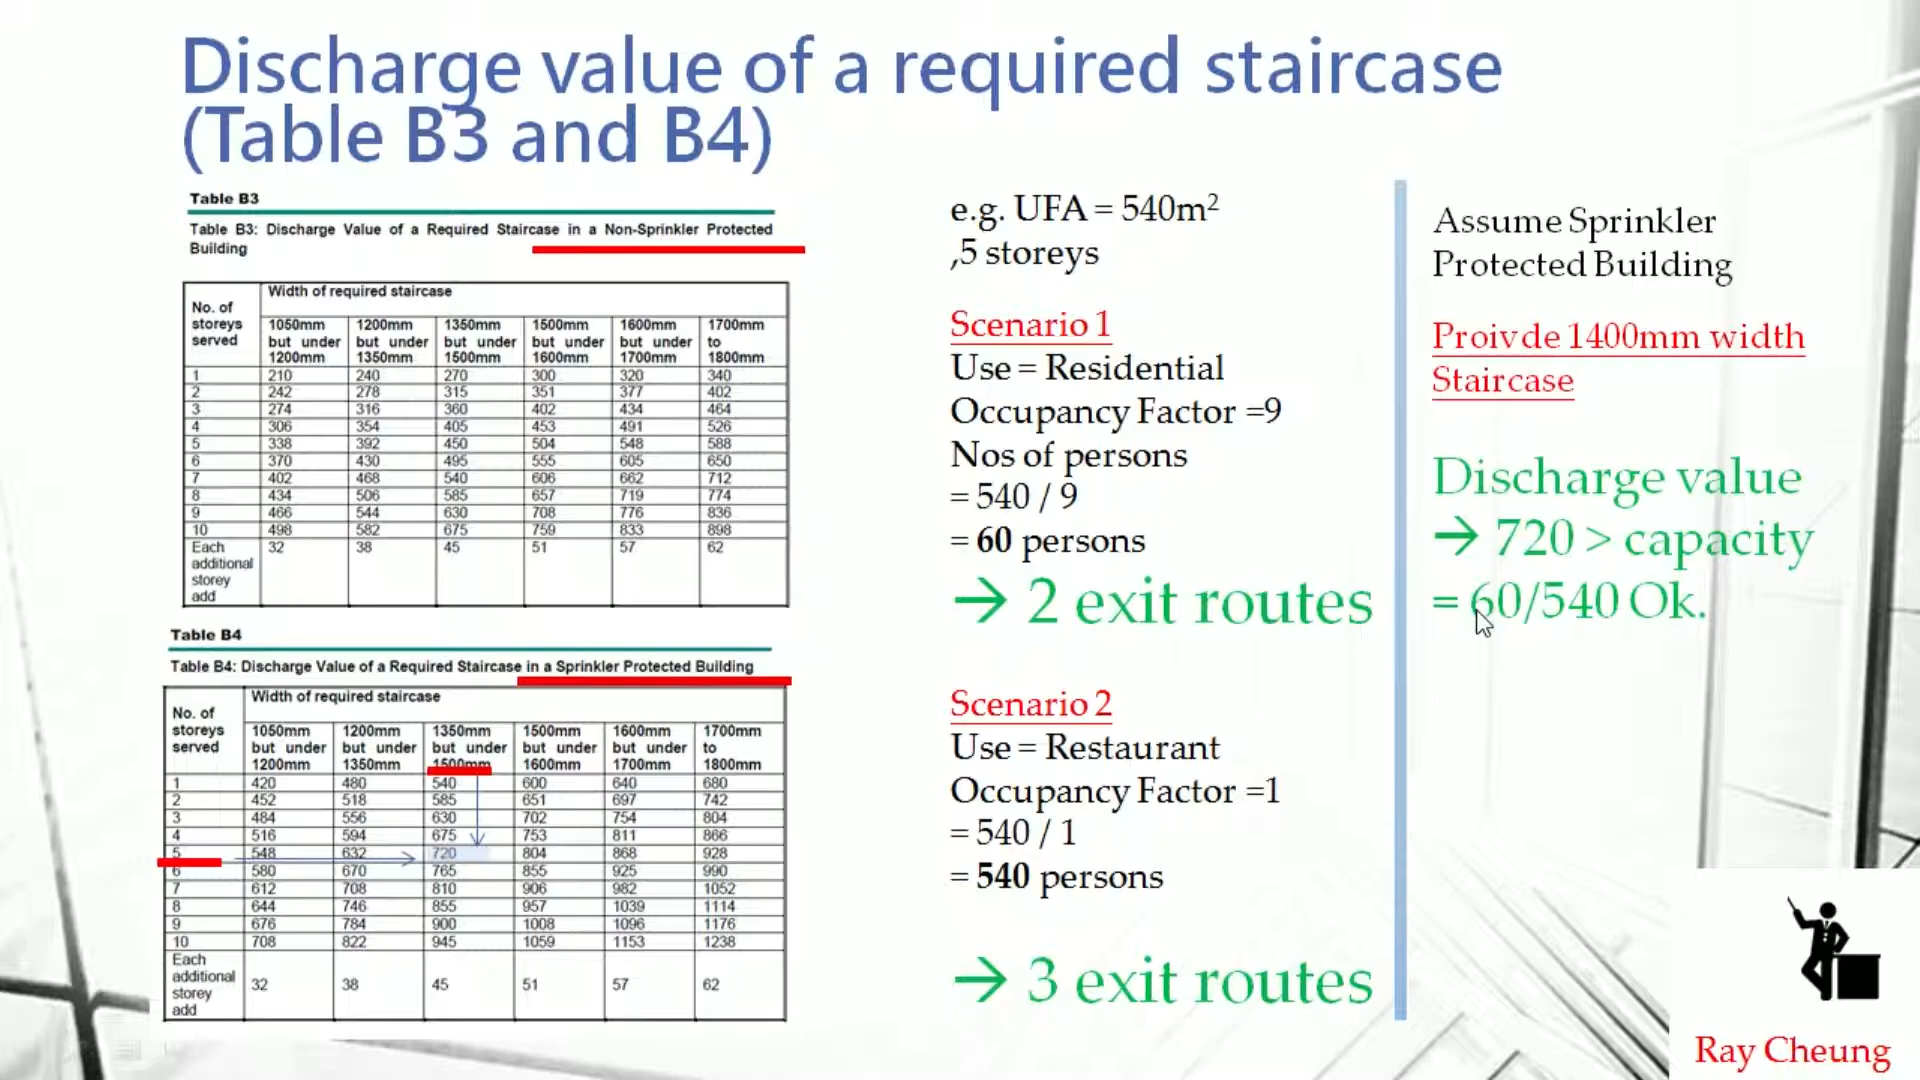 Discharge value of a required staircase
(Table B3 and B4)
Table B3
Table B3: Discharge Value of a Required Staircase in a Non-Sprinkler Protected
Building
No. of storeys served | Width of required staircase
1050mm but under 1200mm | 1200mm but under 1350mm | 1350mm but under 1500mm | 1500mm but under 1600mm | 1600mm but under 1700mm | 1700mm to 1800mm
1 210 240 270 300 320 340
2 242 278 315 351 377 402
3 274 316 360 402 434 464
4 306 354 405 453 491 526
5 338 392 450 504 548 588
6 370 430 495 555 605 650
7 402 468 540 606 662 712
8 434 506 585 657 719 774
9 466 544 630 708 776 836
10 498 582 675 759 833 898
Each additional storey add 32 38 45 51 57 62
Table B4
Table B4: Discharge Value of a Required Staircase in a Sprinkler Protected Building
No. of storeys served | Width of required staircase
1050mm but under 1200mm | 1200mm but under 1350mm | 1350mm but under 1500mm | 1500mm but under 1600mm | 1600mm but under 1700mm | 1700mm to 1800mm
1 420 480 540 600 640 680
2 452 518 585 651 697 742
3 484 556 630 702 754 804
4 516 594 675 753 811 866
5 548 632 720 804 868 928
6 580 670 765 855 925 990
7 612 708 810 906 982 1052
8 644 746 855 957 1039 1114
9 676 784 900 1008 1096 1176
10 708 822 945 1059 1153 1238
Each additional storey add 32 38 45 51 57 62
e.g. UFA = 540m²
,5 storeys
Scenario 1
Use = Residential
Occupancy Factor =9
Nos of persons
= 540 / 9
= 60 persons
→ 2 exit routes
Scenario 2
Use = Restaurant
Occupancy Factor =1
= 540 / 1
= 540 persons
→ 3 exit routes
Assume Sprinkler
Protected Building
Proivde 1400mm width
Staircase
Discharge value
→ 720 > capacity
= 60/540 Ok.
Ray Cheung